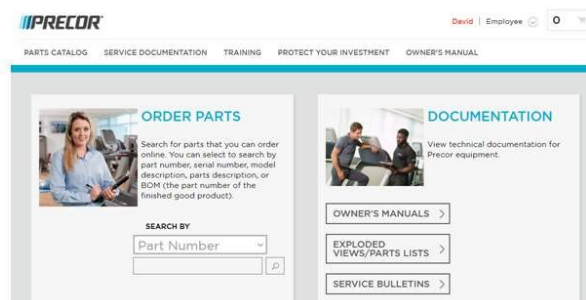 PRECOR
David | Employee
0
PARTS CATALOG SERVICE DOCUMENTATION TRAINING PROTECT YOUR INVESTMENT OWNER'S MANUAL
ORDER PARTS
Search for parts that you can order
online. You can select to search by
part number, serial number, model
description, parts description, or
BOM (the part number of the
finished good product).
SEARCH BY
Part Number
DOCUMENTATION
View technical documentation for
Precor equipment.
OWNER'S MANUALS
EXPLODED
VIEWS/PARTS LISTS
SERVICE BULLETINS